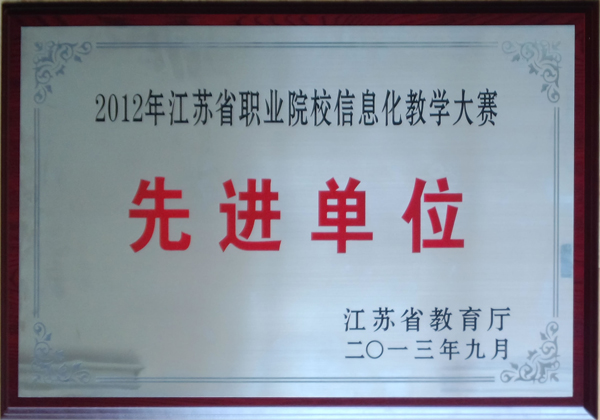 2012年江苏省职业院校信息化教学大赛
先进单位
江苏省教育厅
二〇一三年九月